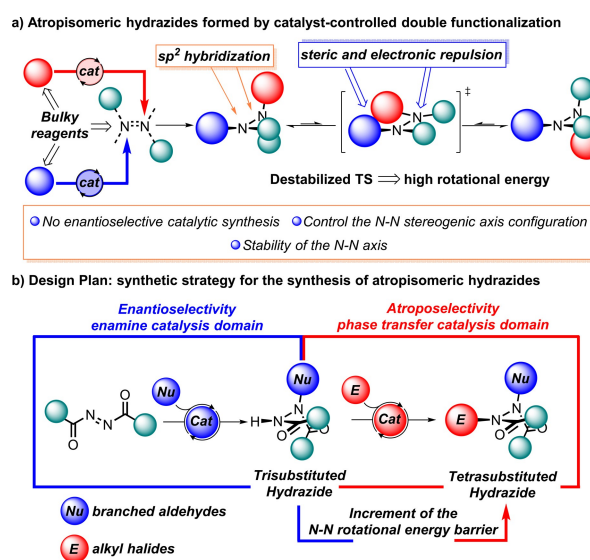 a) Atropisomeric hydrazides formed by catalyst-controlled double functionalization
sp² hybridization
steric and electronic repulsion
cat
Bulky
reagents
N=N
N N
N N
‡
N N
cat
Destabilized TS ⟹ high rotational energy
No enantioselective catalytic synthesis
Control the N-N stereogenic axis configuration
Stability of the N-N axis
b) Design Plan: synthetic strategy for the synthesis of atropisomeric hydrazides
Enantioselectivity
enamine catalysis domain
Atroposelectivity
phase transfer catalysis domain
O N N O
Nu
Cat
Nu
H N N O O
E
Cat
Nu
E N N O O
Trisubstituted
Hydrazide
Tetrasubstituted
Hydrazide
Nu branched aldehydes
Increment of the
N-N rotational energy barrier
E alkyl halides